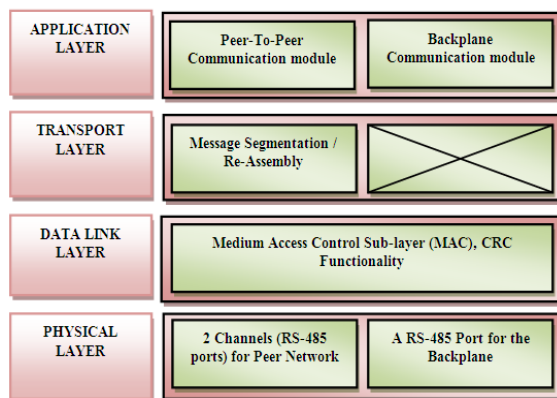 APPLICATION
LAYER
Peer-To-Peer
Communication module
Backplane
Communication module
TRANSPORT
LAYER
Message Segmentation /
Re-Assembly
DATA LINK
LAYER
Medium Access Control Sub-layer (MAC), CRC
Functionality
PHYSICAL
LAYER
2 Channels (RS-485
ports) for Peer Network
A RS-485 Port for the
Backplane